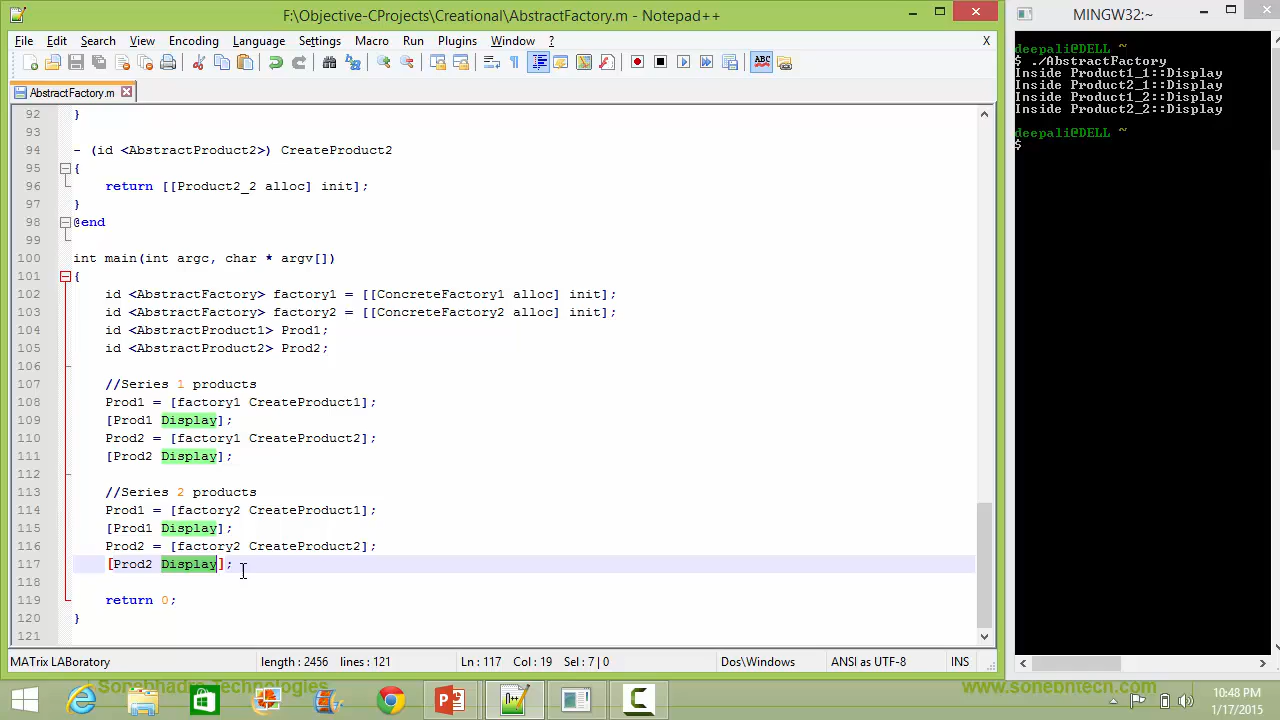 F:\Objective-CProjects\Creational\AbstractFactory.m - Notepad++
MINGW32:~
File Edit Search View Encoding Language Settings Macro Run Plugins Window ? X
AbstractFactory.m
92 }
93
94 - (id <AbstractProduct2>) CreateProduct2
95 {
96 return [[Product2_2 alloc] init];
97 }
98 @end
99
100 int main(int argc, char * argv[])
101 {
102 id <AbstractFactory> factory1 = [[ConcreteFactory1 alloc] init];
103 id <AbstractFactory> factory2 = [[ConcreteFactory2 alloc] init];
104 id <AbstractProduct1> Prod1;
105 id <AbstractProduct2> Prod2;
106
107 //Series 1 products
108 Prod1 = [factory1 CreateProduct1];
109 [Prod1 Display];
110 Prod2 = [factory1 CreateProduct2];
111 [Prod2 Display];
112
113 //Series 2 products
114 Prod1 = [factory2 CreateProduct1];
115 [Prod1 Display];
116 Prod2 = [factory2 CreateProduct2];
117 [Prod2 Display];
118
119 return 0;
120 }
121
deepali@DELL ~
$ ./AbstractFactory
Inside Product1_1::Display
Inside Product2_1::Display
Inside Product1_2::Display
Inside Product2_2::Display
deepali@DELL ~
$
MATrix LABoratory length : 2456 lines : 121 Ln : 117 Col : 19 Sel : 7 | 0 Dos\Windows ANSI as UTF-8 INS
Sonebhadra Technologies
10:48 PM
1/17/2015